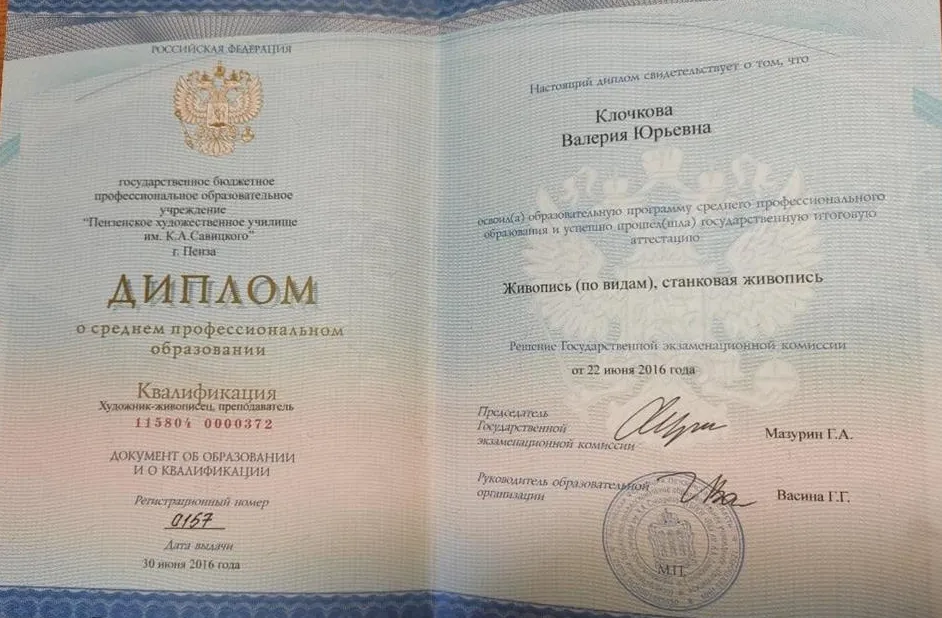 РОССИЙСКАЯ ФЕДЕРАЦИЯ
государственное бюджетное
профессиональное образовательное
учреждение
"Пензенское художественное училище
им. К.А.Савицкого"
г. Пенза
ДИПЛОМ
о среднем профессиональном
образовании
Квалификация
Художник-живописец, преподаватель
115804 0000372
ДОКУМЕНТ ОБ ОБРАЗОВАНИИ
И О КВАЛИФИКАЦИИ
Регистрационный номер
0157
Дата выдачи
30 июня 2016 года
Настоящий диплом свидетельствует о том, что
Клочкова
Валерия Юрьевна
освоил(а) образовательную программу среднего профессионального
образования и успешно прошел(шла) государственную итоговую
аттестацию
Живопись (по видам), станковая живопись
Решение Государственной экзаменационной комиссии
от 22 июня 2016 года
Председатель
Государственной
экзаменационной комиссии
Мазурин Г.А.
Руководитель образовательной
организации
Васина Г.Г.
М.П.